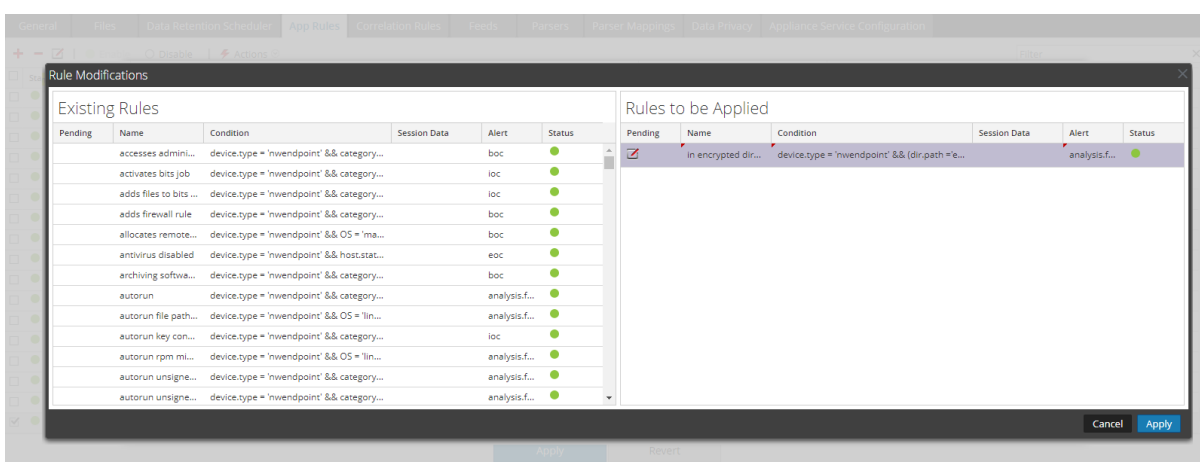 General Files Data Retention Scheduler App Rules Correlation Rules Feeds Parsers Parser Mappings Data Privacy Appliance Service Configuration
Disable Actions Filter
Rule Modifications
Existing Rules
Pending Name Condition Session Data Alert Status
accesses admini... device.type = 'nwendpoint' && category... boc
activates bits job device.type = 'nwendpoint' && category... ioc
adds files to bits ... device.type = 'nwendpoint' && category... ioc
adds firewall rule device.type = 'nwendpoint' && category... boc
allocates remote... device.type = 'nwendpoint' && OS = 'ma... boc
antivirus disabled device.type = 'nwendpoint' && host.stat... eoc
archiving softwa... device.type = 'nwendpoint' && category... boc
autorun device.type = 'nwendpoint' && category... analysis.f...
autorun file path... device.type = 'nwendpoint' && OS = 'lin... analysis.f...
autorun key con... device.type = 'nwendpoint' && category... ioc
autorun rpm mi... device.type = 'nwendpoint' && OS = 'lin... analysis.f...
autorun unsigne... device.type = 'nwendpoint' && category... analysis.f...
autorun unsigne... device.type = 'nwendpoint' && category... analysis.f...
Rules to be Applied
Pending Name Condition Session Data Alert Status
in encrypted dir... device.type = 'nwendpoint' && (dir.path ='e... analysis.f...
Cancel Apply
Apply Revert